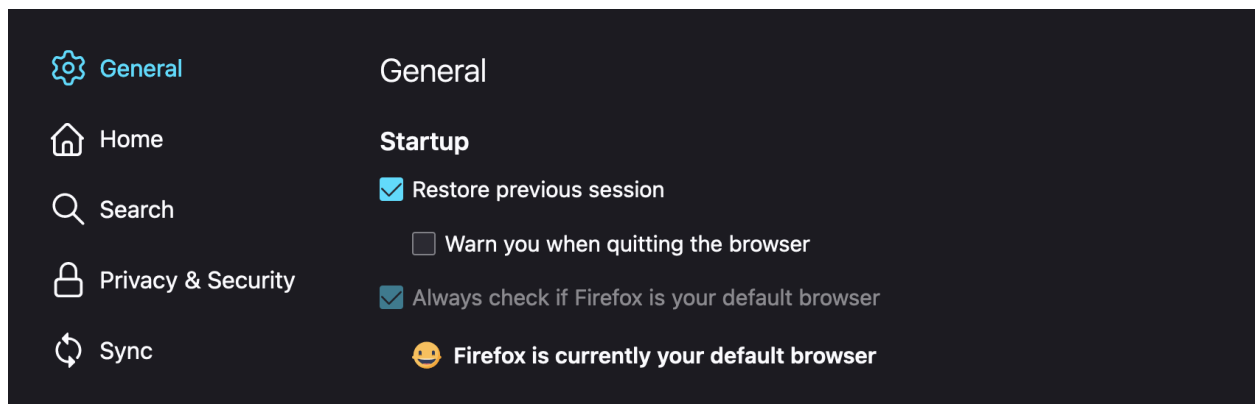 General
Home
Search
Privacy & Security
Sync
General
Startup
Restore previous session
Warn you when quitting the browser
Always check if Firefox is your default browser
Firefox is currently your default browser